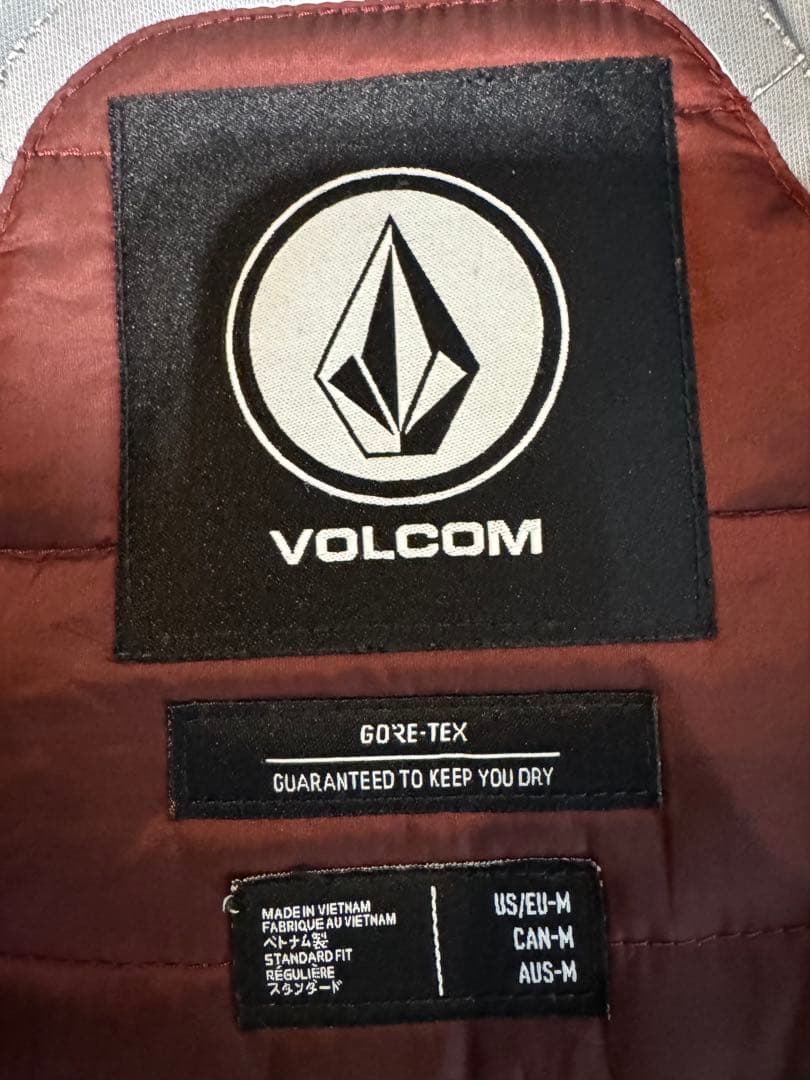 VOLCOM
GORE-TEX
GUARANTEED TO KEEP YOU DRY
MADE IN VIETNAM
FABRIQUE AU VIETNAM
ベトナム製
STANDARD FIT
RÉGULIÈRE
スタンダード
US/EU-M
CAN-M
AUS-M